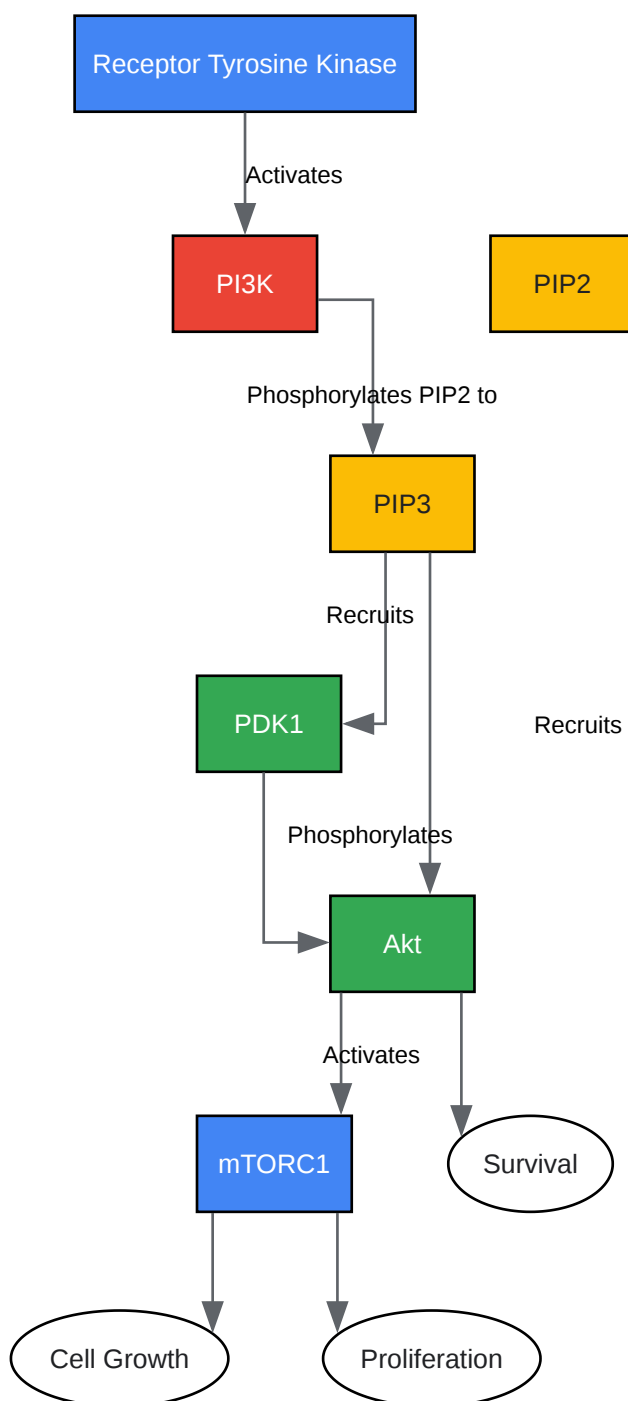 Receptor Tyrosine Kinase
Activates
PI3K
PIP2
Phosphorylates PIP2 to
PIP3
Recruits
PDK1
Recruits
Phosphorylates
Akt
Activates
mTORC1
Survival
Cell Growth
Proliferation